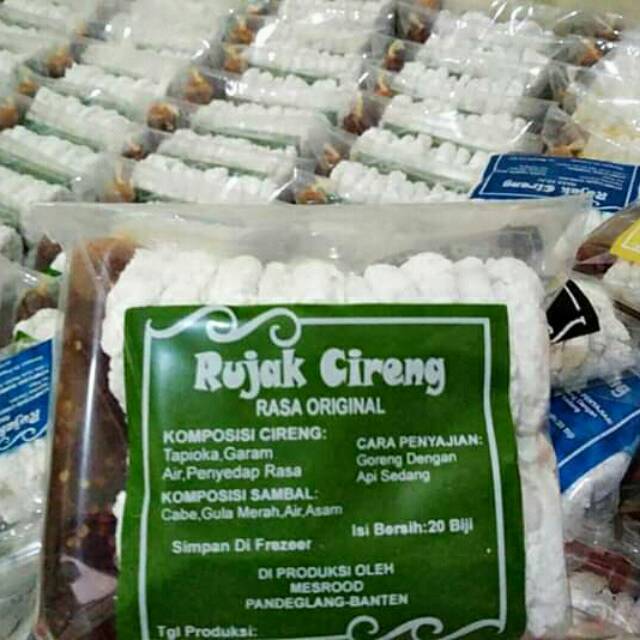 Rujak Cireng
Rujak Cireng
RASA ORIGINAL
KOMPOSISI CIRENG:
Tapioka,Garam
Air,Penyedap Rasa
KOMPOSISI SAMBAL:
Cabe,Gula Merah,Air,Asam
CARA PENYAJIAN:
Goreng Dengan
Api Sedang
Isi Bersih:20 Biji
Simpan Di Frezeer
DI PRODUKSI OLEH
MESROOD
PANDEGLANG-BANTEN
Tgl Produksi:
Rujak